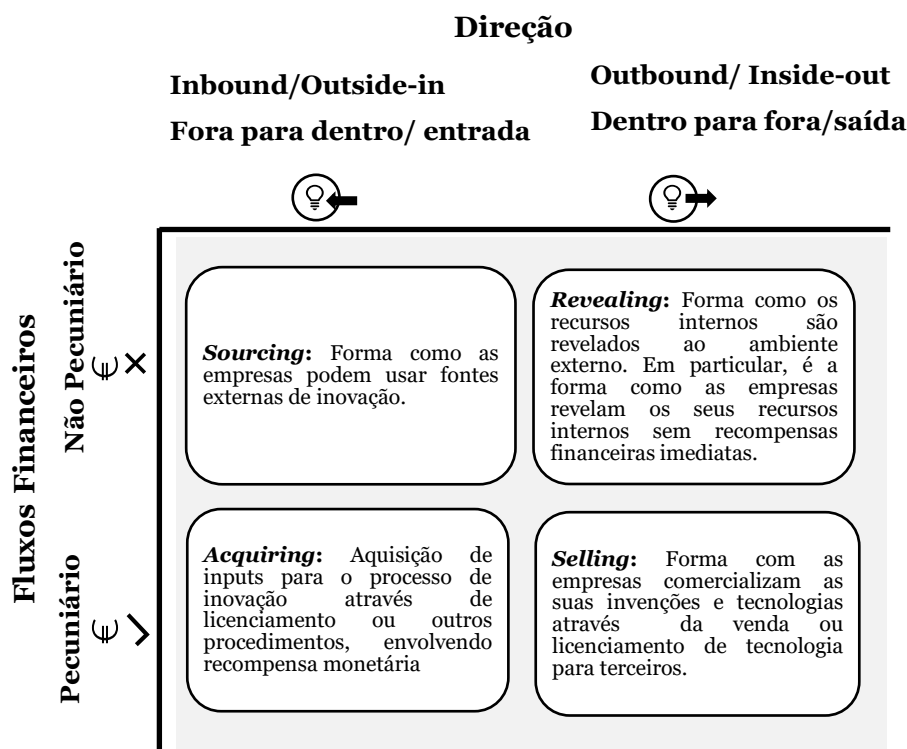 Direção
Inbound/Outside-in
Fora para dentro/ entrada
Outbound/ Inside-out
Dentro para fora/saída
Fluxos Financeiros
Não Pecuniário
€
Sourcing: Forma como as
empresas podem usar fontes
externas de inovação.
Revealing: Forma como os
recursos internos são
revelados ao ambiente
externo. Em particular, é a
forma como as empresas
revelam os seus recursos
internos sem recompensas
financeiras imediatas.
Pecuniário
€
Acquiring: Aquisição de
inputs para o processo de
inovação através de
licenciamento ou outros
procedimentos, envolvendo
recompensa monetária
Selling: Forma com as
empresas comercializam as
suas invenções e tecnologias
através da venda ou
licenciamento de tecnologia
para terceiros.